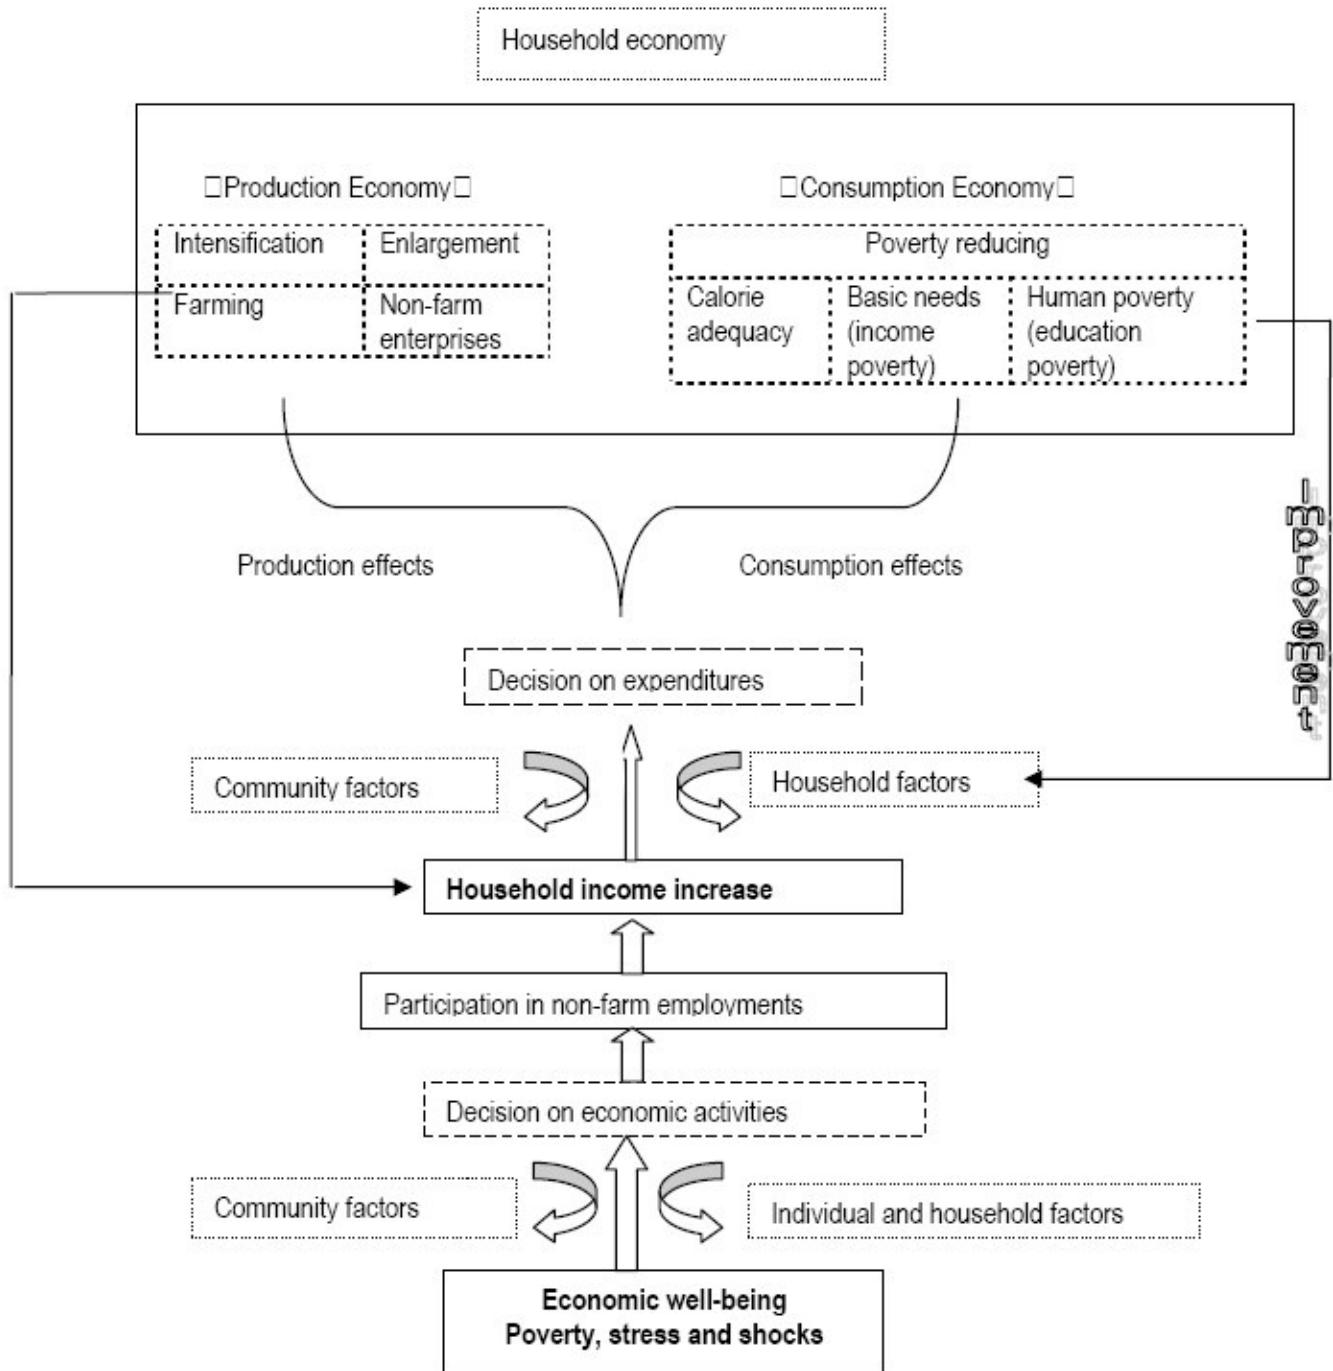 Household economy
□Production Economy□
□Consumption Economy□
Intensification
Enlargement
Farming
Non-farm
enterprises
Poverty reducing
Calorie
adequacy
Basic needs
(income
poverty)
Human poverty
(education
poverty)
Production effects
Consumption effects
Improvement
Decision on expenditures
Community factors
Household factors
Household income increase
Participation in non-farm employments
Decision on economic activities
Community factors
Individual and household factors
Economic well-being
Poverty, stress and shocks